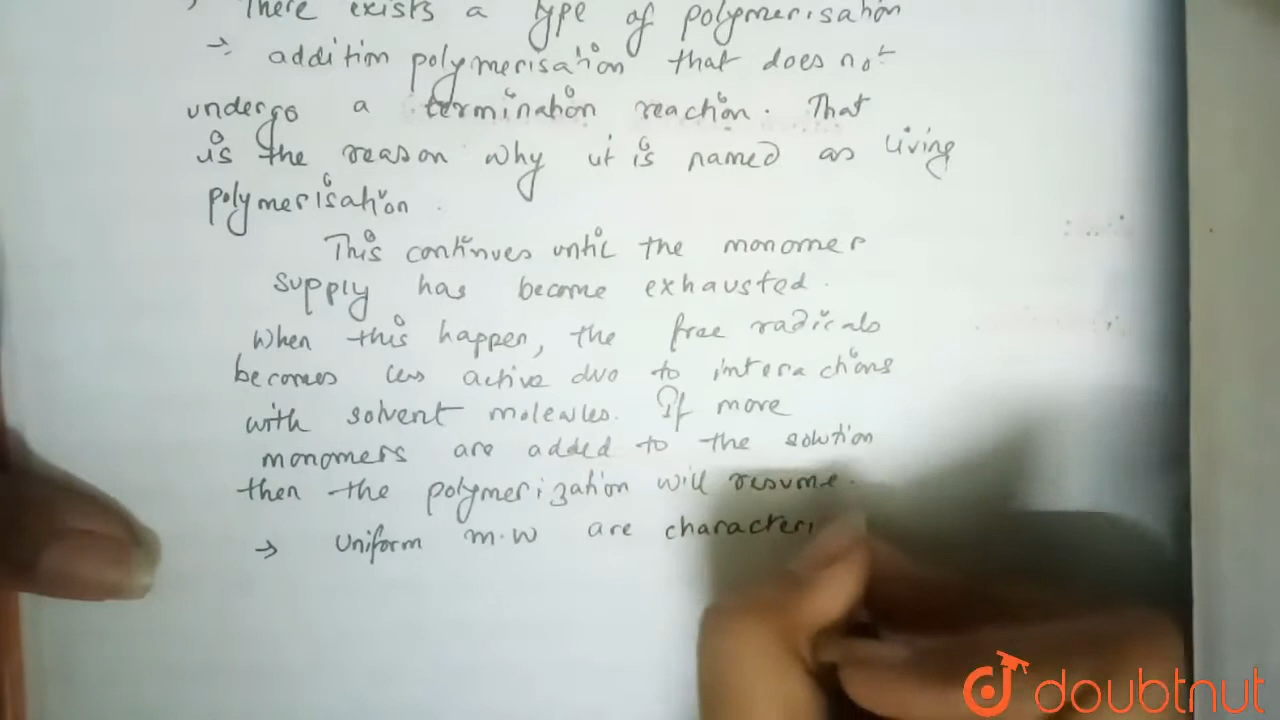 There exists a type of polymerisation
→ addition polymerisation that does not
undergo a termination reaction. That
is the reason why it is named as living
polymerisation.
This continues until the monomer
supply has become exhausted.
When this happen, the free radicals
becomes less active due to interactions
with solvent molecules. If more
monomers are added to the solution
then the polymerization will resume.
→ Uniform m.w are characteri
doubtnut